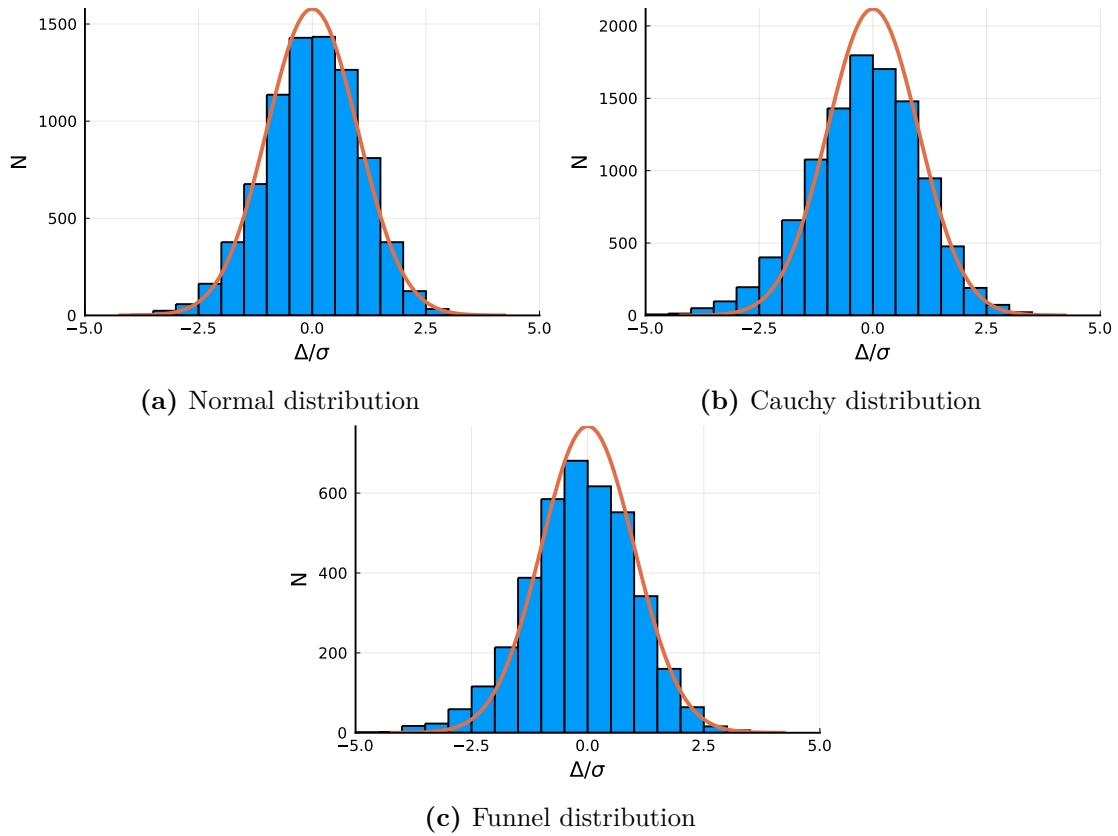 1500
1000
500
0
N
−5.0 −2.5 0.0 2.5 5.0
Δ/σ
(a) Normal distribution
2000
1500
1000
500
0
N
−5.0 −2.5 0.0 2.5 5.0
Δ/σ
(b) Cauchy distribution
600
400
200
0
N
−5.0 −2.5 0.0 2.5 5.0
Δ/σ
(c) Funnel distribution